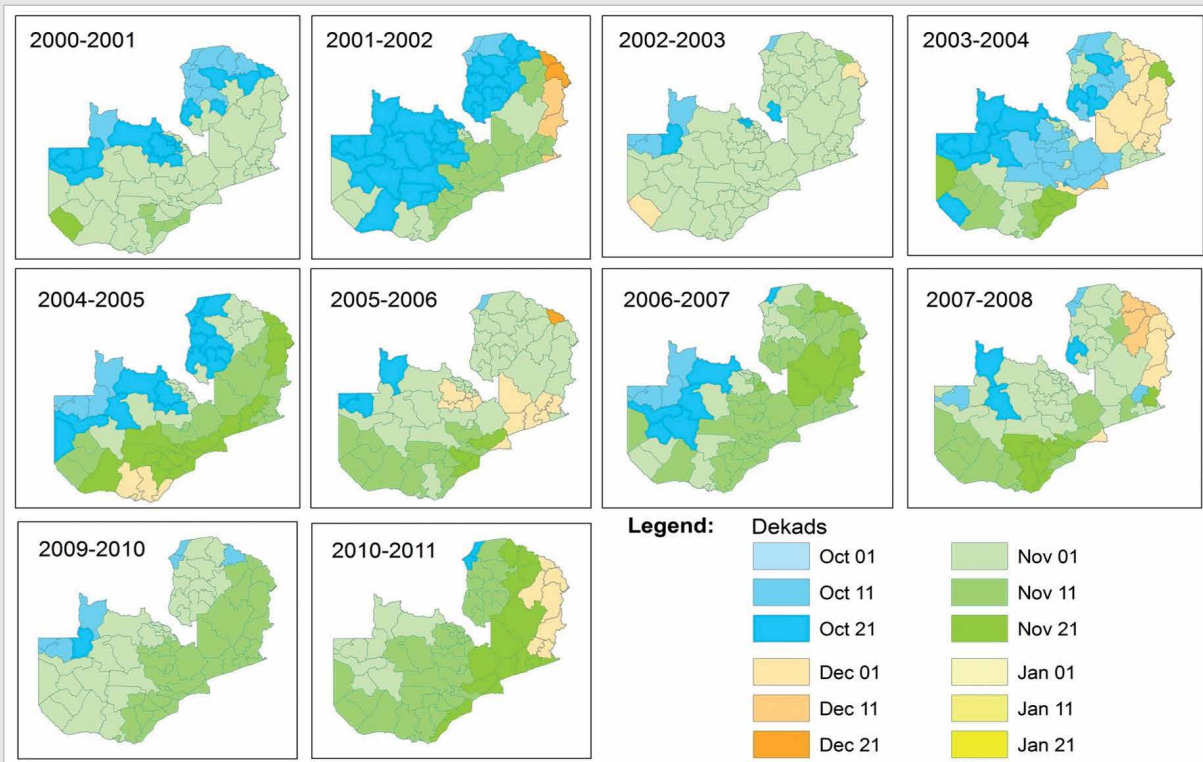 2000-2001
2001-2002
2002-2003
2003-2004
2004-2005
2005-2006
2006-2007
2007-2008
2009-2010
2010-2011
Legend: Dekads
Oct 01
Oct 11
Oct 21
Dec 01
Dec 11
Dec 21
Nov 01
Nov 11
Nov 21
Jan 01
Jan 11
Jan 21